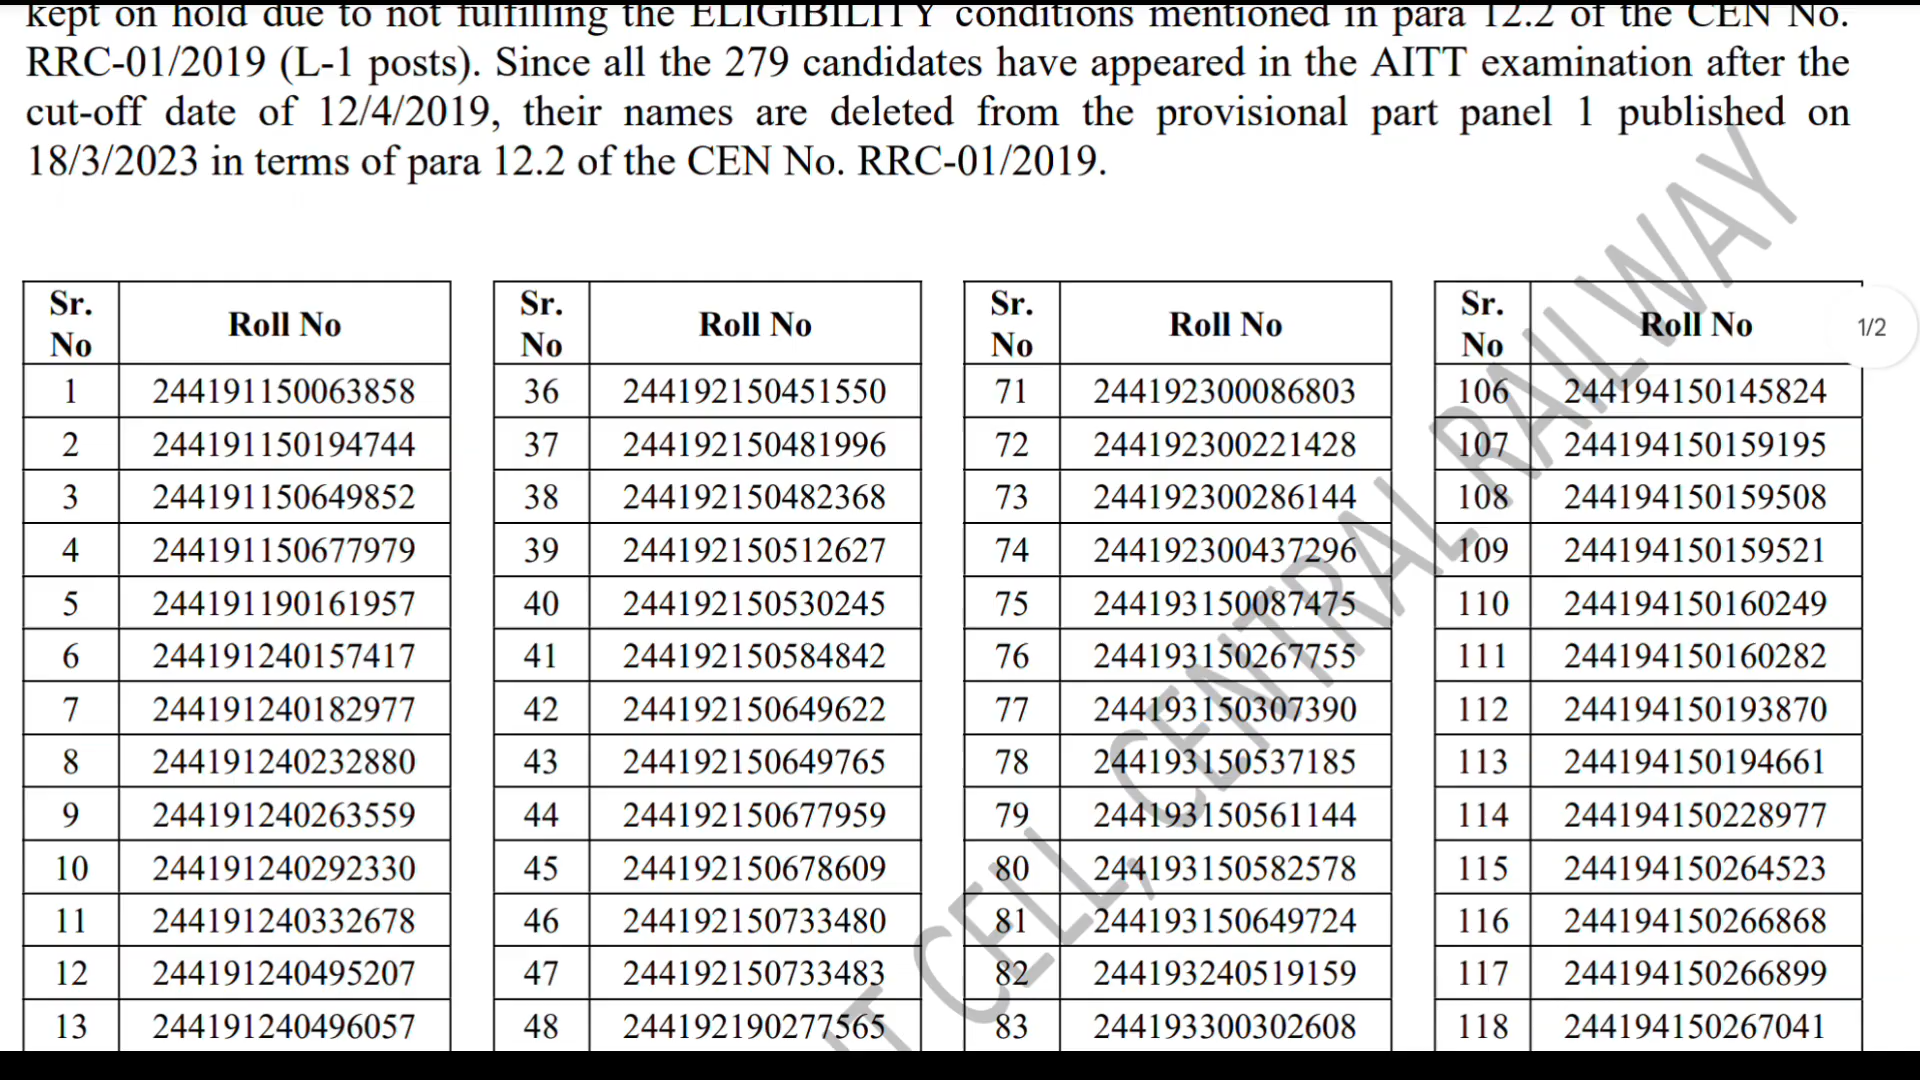 kept on hold due to not fulfilling the ELIGIBILITY conditions mentioned in para 12.2 of the CEN No.
RRC-01/2019 (L-1 posts). Since all the 279 candidates have appeared in the AITT examination after the
cut-off date of 12/4/2019, their names are deleted from the provisional part panel 1 published on
18/3/2023 in terms of para 12.2 of the CEN No. RRC-01/2019.
Sr. No Roll No Sr. No Roll No Sr. No Roll No Sr. No Roll No
1/2
1 244191150063858 36 244192150451550 71 244192300086803 106 244194150145824
2 244191150194744 37 244192150481996 72 244192300221428 107 244194150159195
3 244191150649852 38 244192150482368 73 244192300286144 108 244194150159508
4 244191150677979 39 244192150512627 74 244192300437296 109 244194150159521
5 244191190161957 40 244192150530245 75 244193150087475 110 244194150160249
6 244191240157417 41 244192150584842 76 244193150267755 111 244194150160282
7 244191240182977 42 244192150649622 77 244193150307390 112 244194150193870
8 244191240232880 43 244192150649765 78 244193150537185 113 244194150194661
9 244191240263559 44 244192150677959 79 244193150561144 114 244194150228977
10 244191240292330 45 244192150678609 80 244193150582578 115 244194150264523
11 244191240332678 46 244192150733480 81 244193150649724 116 244194150266868
12 244191240495207 47 244192150733483 82 244193240519159 117 244194150266899
13 244191240496057 48 244192190277565 83 244193300302608 118 244194150267041
CELL, CENTRAL RAILWAY